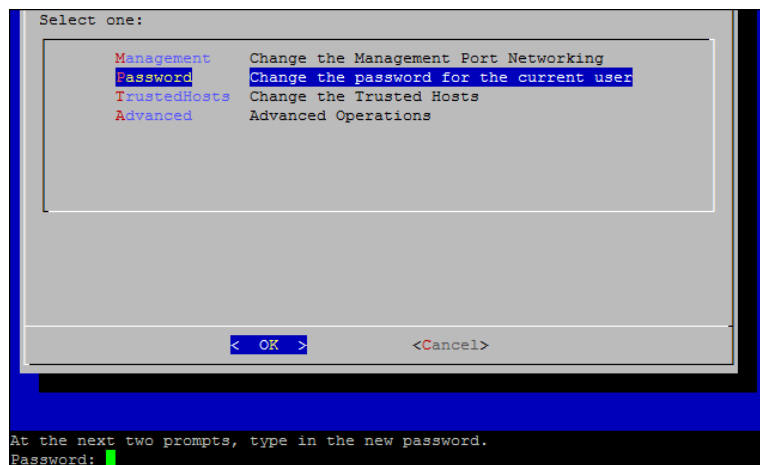 Select one:
Management Change the Management Port Networking
Password Change the password for the current user
TrustedHosts Change the Trusted Hosts
Advanced Advanced Operations
< OK > <Cancel>
At the next two prompts, type in the new password.
Password: